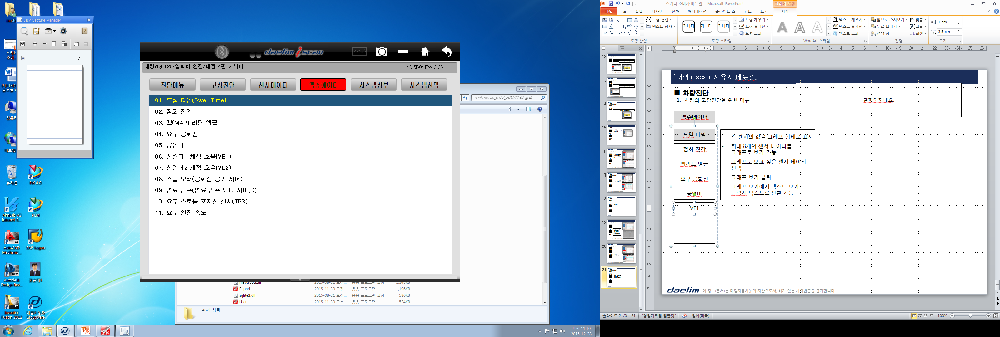 maste
Easy Capture Manager
1/1
스캐너
소비...
(테너지)
글로벌
컴퓨터
네트워
휴지통
NX 8.0
AhnLab V3
Internet S...
PLM
AutoCAD
Mechanic...
SAP Logon
Autodesk
Design Rev...
권순태1
Inventor
Fusion 2012
대림자동차
Groupware
daelim iscan
대림/QL125/델파이 엔진/대림 4핀 커넥터
KDI5B0/ FW 0.08
진단메뉴
고장진단
센서데이터
액츄에이터
시스템정보
시스템선택
01. 드웰 타임(Dwell Time)
02. 점화 진각
03. 맵(MAP) 리딩 앵글
04. 요구 공회전
05. 공연비
06. 실린더1 체적 효율(VE1)
07. 실린더2 체적 효율(VE2)
08. 스텝 모터(공회전 공기 제어)
09. 연료 펌프(연료 펌프 듀티 사이클)
10. 요구 스로틀 포지션 센서(TPS)
11. 요구 엔진 속도
daelimIscan_0.9.2_20151130 검색
msvcr80d.dll 2015-08-21 오전... 응용 프로그램 확장 1,148KB
Report 2015-11-30 오전... 응용 프로그램 1,196KB
sqlite3.dll 2015-08-21 오전... 응용 프로그램 확장 586KB
User 2015-11-30 오후... 응용 프로그램 524KB
46개 항목
오전 11:10
2015-12-28
스캐너 소비자 메뉴얼 - Microsoft PowerPoint
그리기 도구
파일 홈 삽입 디자인 전환 애니메이션 슬라이드 쇼 검토 보기 서식
도형 편집
텍스트 상자
도형 삽입
가나다 가나다 가나다
도형 채우기
도형 윤곽선
도형 효과
도형 스타일
텍스트 채우기
텍스트 윤곽선
텍스트 효과
WordArt 스타일
앞으로 가져오기
뒤로 보내기
선택 창
맞춤
그룹
회전
정렬
1 cm
3.5 cm
크기
12
13
14
15
16
17
18
19
20
21
´대림 i-scan 사용자 메뉴얼
■ 차량진단
1. 차량의 고장진단을 위한 메뉴
델파이꺼네요.
엑츄에이터
드웰 타임
점화 진각
맵리드 앵글
요구 공회전
공연비
VE1
- 각 센서의 값을 그래프 형태로 표시
- 최대 8개의 센서 데이터를
그래프로 보기 가능
- 그래프로 보고 싶은 센서 데이터
선택
- 그래프 보기 클릭
- 그래프 보기에서 텍스트 보기
클릭시 텍스트로 전환 가능
daelim 이 정보(문서)는 대림자동차㈜의 자산으로서, 허가 없는 사외반출을 금지합니다.
슬라이드 21/0 .. 21 "경영기획팀 템플릿" 영어(미국)
100%